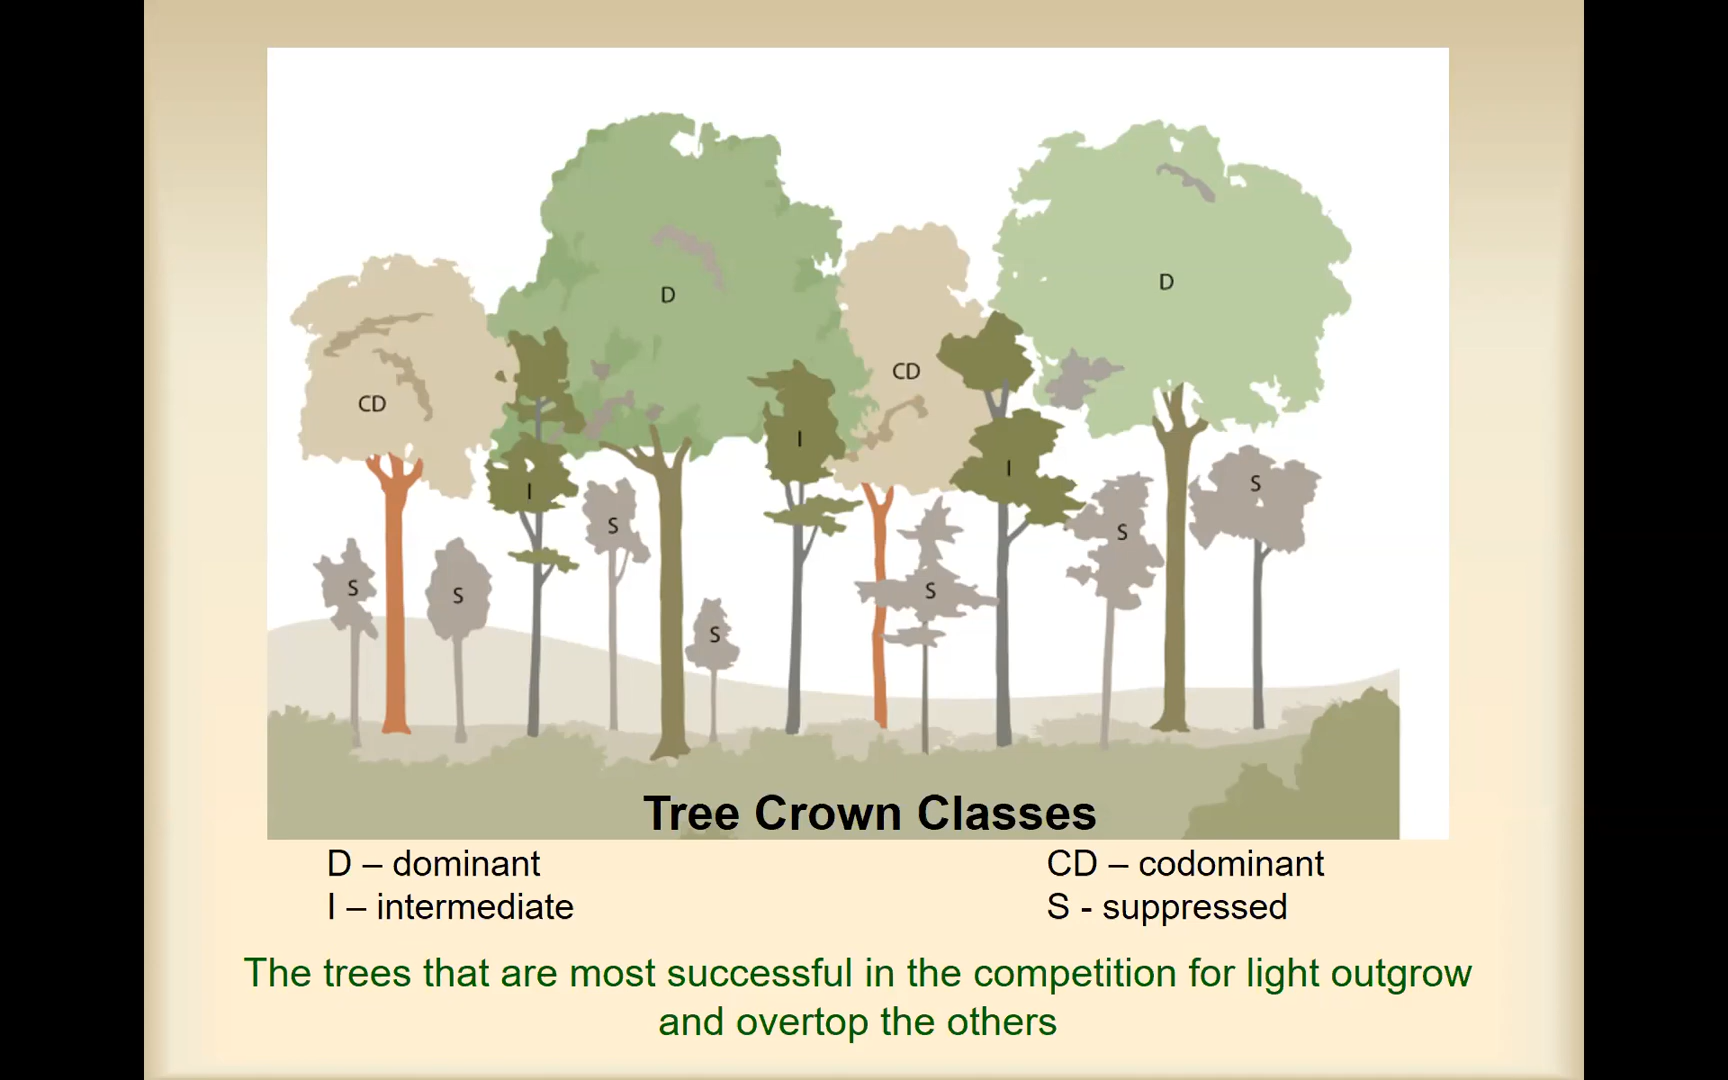 D
D
CD
CD
I
I
I
S
S
S
S
S
S
S
Tree Crown Classes
D – dominant
CD – codominant
I – intermediate
S - suppressed
The trees that are most successful in the competition for light outgrow
and overtop the others